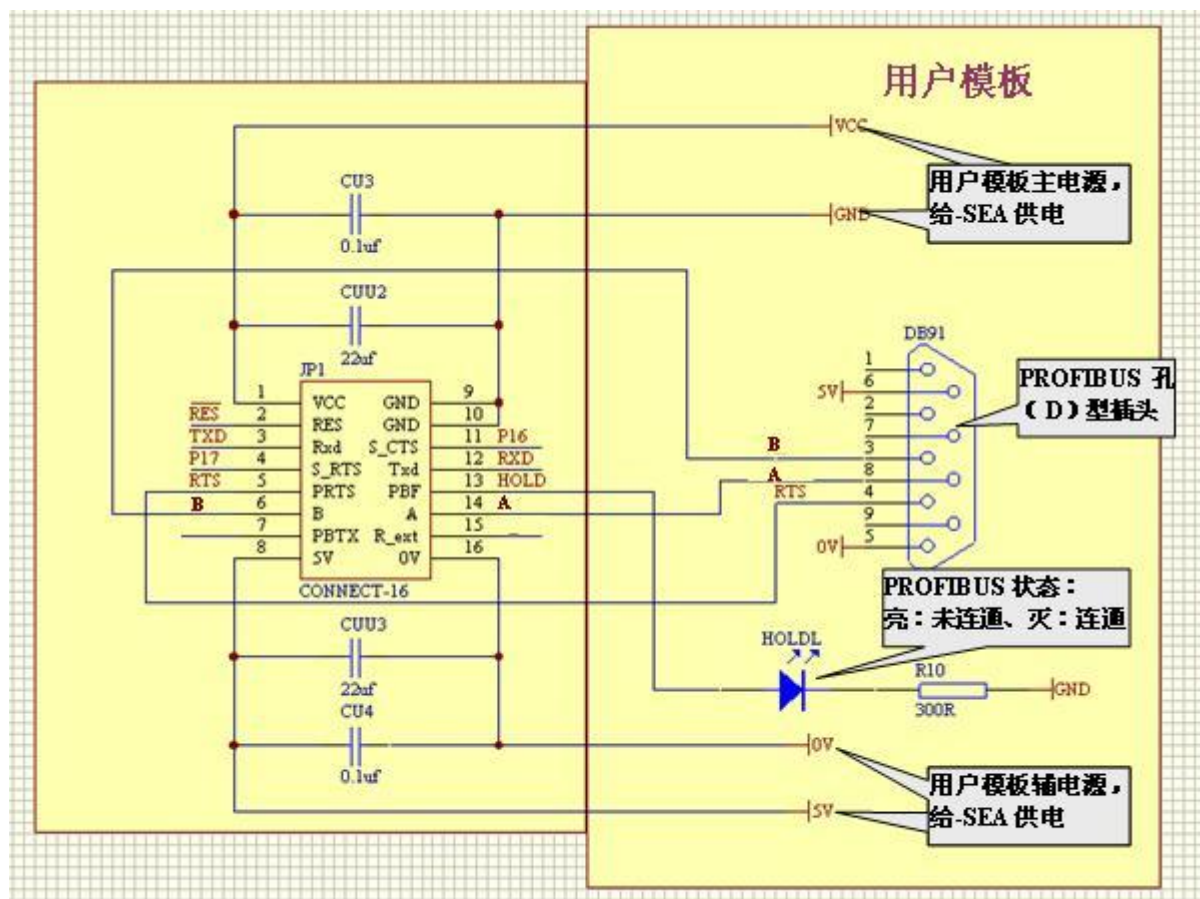 用户模板
VCC
用户模板主电源，
给-SEA 供电
GND
CU3
0.1uf
CUU2
22uf
JP1
1 VCC GND 9
RES 2 RES GND 10
TXD 3 Rxd S_CTS 11 P16
P17 4 S_RTS Txd 12 RXD
RTS 5 PRTS PBF 13 HOLD
B 6 B A 14 A
7 PBTX R_ext 15
8 5V 0V 16
CONNECT-16
DB91
1
5V 6
2
7
B 3
A 8
RTS 4
9
0V 5
PROFIBUS 孔
（D）型插头
PROFIBUS 状态：
亮：未连通、灭：连通
HOLDL
R10
300R
GND
CUU3
22uf
CU4
0.1uf
0V
5V
用户模板辅电源，
给-SEA 供电